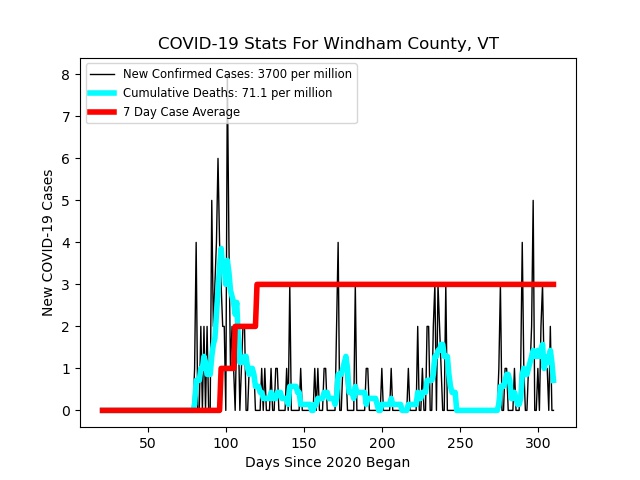 COVID-19 Stats For Windham County, VT
New Confirmed Cases: 3700 per million
Cumulative Deaths: 71.1 per million
7 Day Case Average
New COVID-19 Cases
8
7
6
5
4
3
2
1
0
50 100 150 200 250 300
Days Since 2020 Began